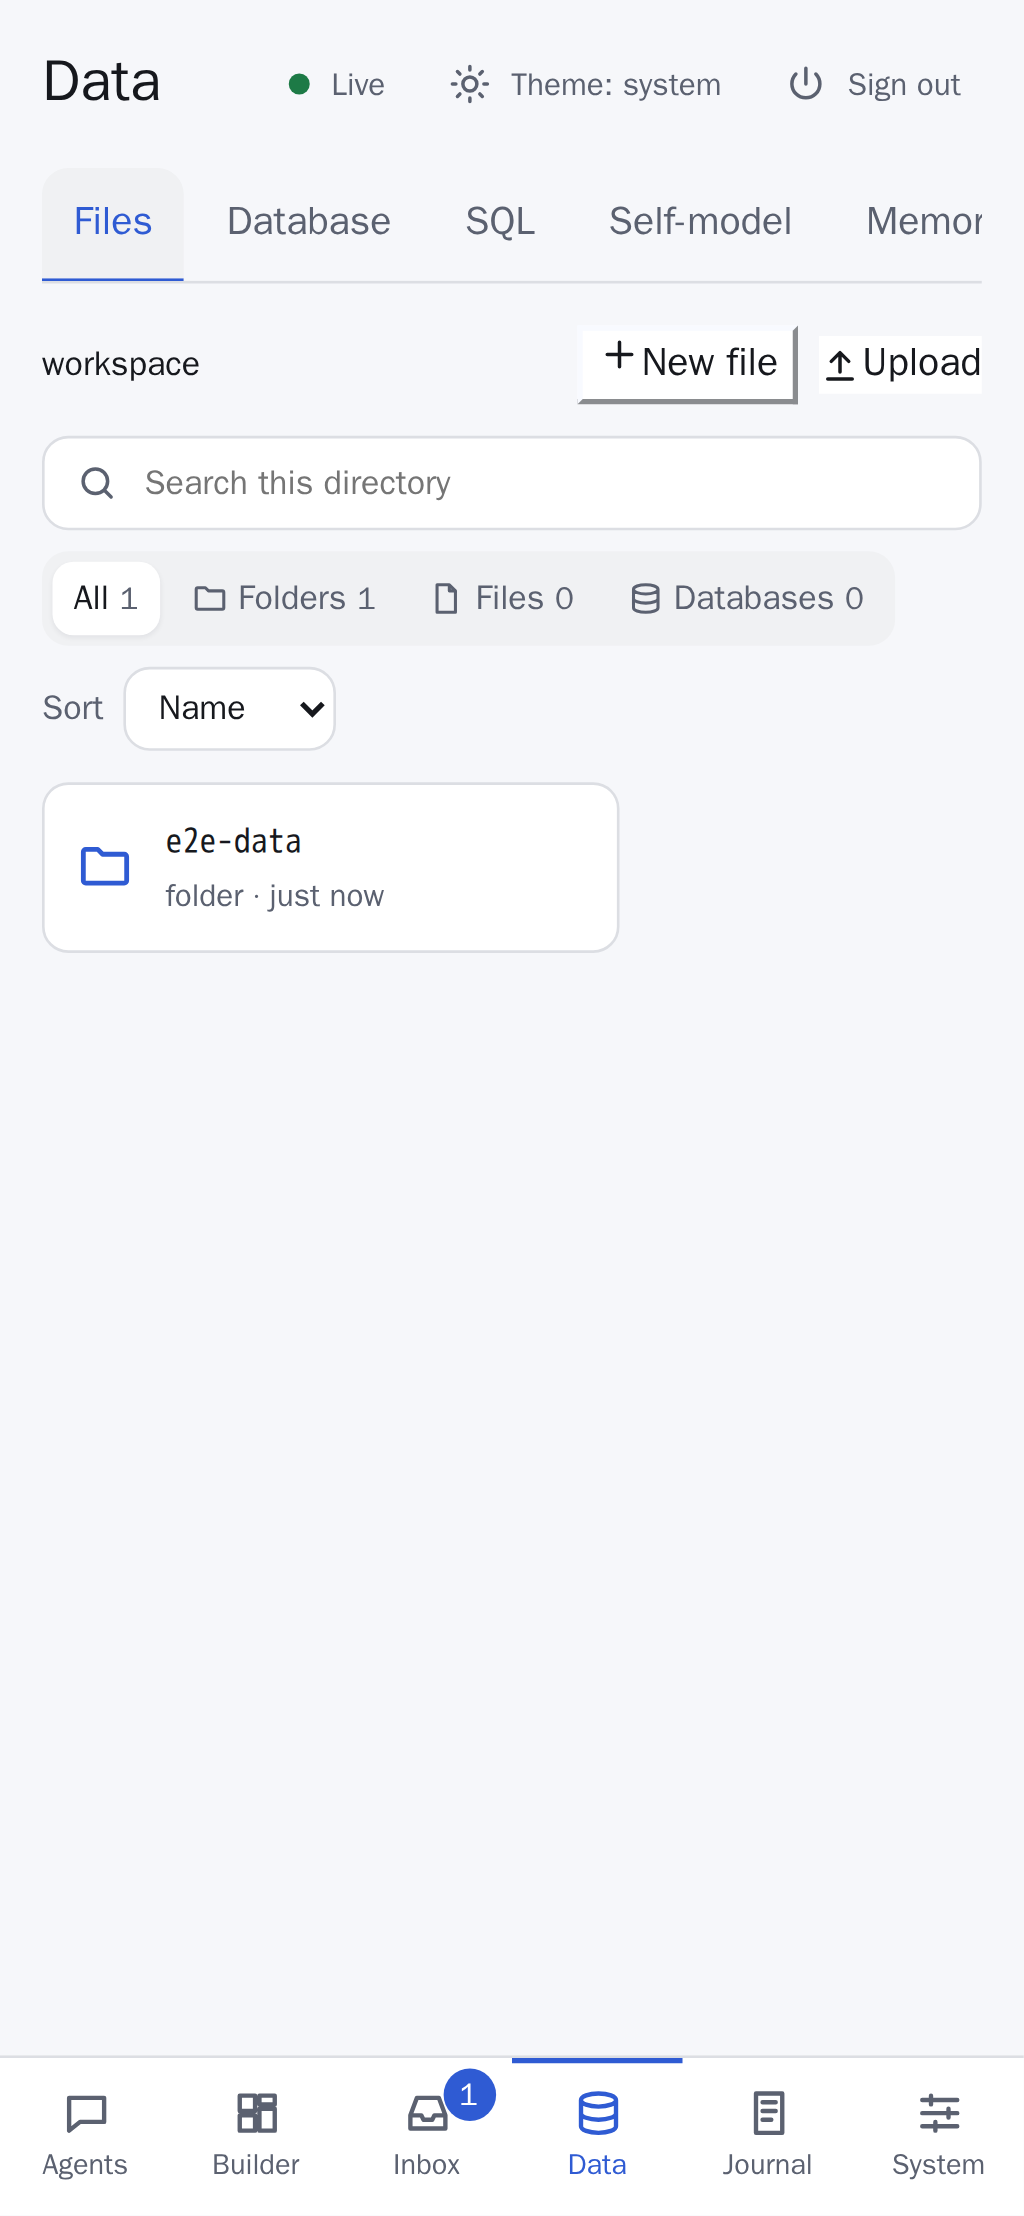 Data Live Theme: system Sign out
Files Database SQL Self-model Memor
workspace New file Upload
Search this directory
All 1 Folders 1 Files 0 Databases 0
Sort Name
e2e-data
folder · just now
1
Agents Builder Inbox Data Journal System